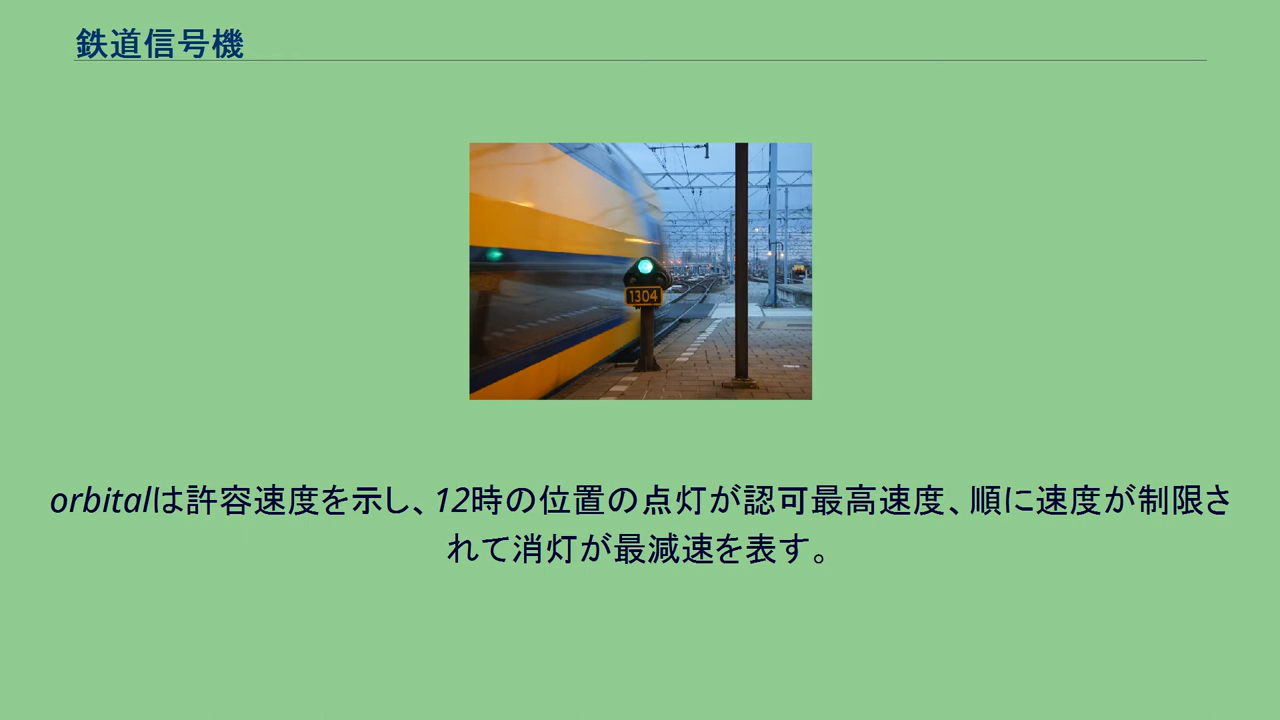 鉄道信号機
1304
orbitalは許容速度を示し、12時の位置の点灯が認可最高速度、順に速度が制限さ
れて消灯が最減速を表す。